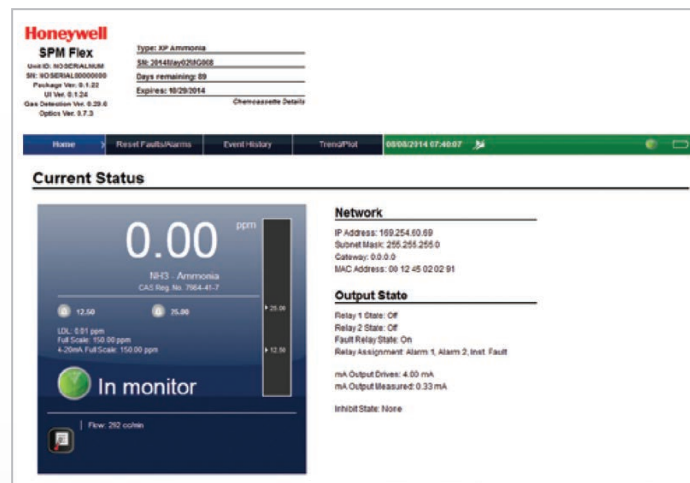 Honeywell
SPM Flex
Unit ID: NOSERIALNUM
SN: NOSERIAL00000000
Package Ver: 0.1.22
UI Ver: 0.1.24
Gas Detection Ver. 0.29.6
Optics Ver. 0.7.3
Type: XP Ammonia
SN: 2014May02MG008
Days remaining: 89
Expires: 10/29/2014
Chemcassette Details
Home
Reset Faults/Alarms
Event History
Trend/Plot
08/08/2014 07:40:07
Current Status
0.00 ppm
NH3 - Ammonia
CAS Reg. No. 7664-41-7
12.50
25.00
LDL: 0.01 ppm
Full Scale: 150.00 ppm
4-20mA Full Scale: 150.00 ppm
25.00
12.50
In monitor
Flow: 292 cc/min
Network
IP Address: 169.254.60.69
Subnet Mask: 255.255.255.0
Gateway: 0.0.0.0
MAC Address: 00 12 45 02 02 91
Output State
Relay 1 State: Off
Relay 2 State: Off
Fault Relay State: On
Relay Assignment: Alarm 1, Alarm 2, Inst. Fault
mA Output Drives: 4.00 mA
mA Output Measured: 0.33 mA
Inhibit State: None